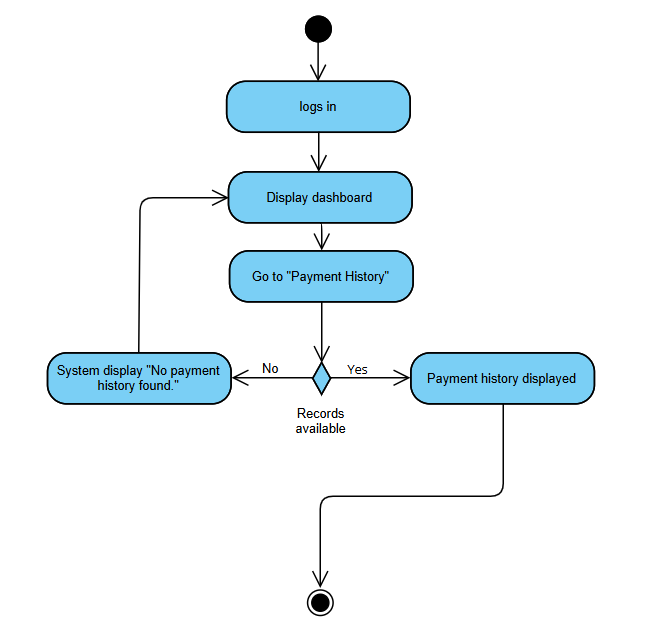 logs in
Display dashboard
Go to "Payment History"
No
Yes
System display "No payment
history found."
Payment history displayed
Records
available